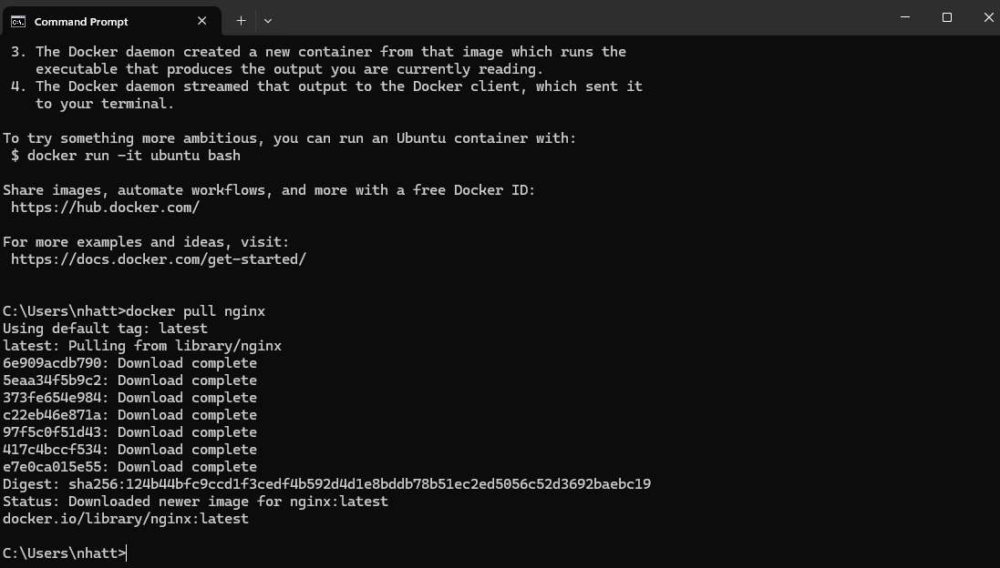 Command Prompt
3. The Docker daemon created a new container from that image which runs the
executable that produces the output you are currently reading.
4. The Docker daemon streamed that output to the Docker client, which sent it
to your terminal.
To try something more ambitious, you can run an Ubuntu container with:
$ docker run -it ubuntu bash
Share images, automate workflows, and more with a free Docker ID:
https://hub.docker.com/
For more examples and ideas, visit:
https://docs.docker.com/get-started/
C:\Users\nhatt>docker pull nginx
Using default tag: latest
latest: Pulling from library/nginx
6e909acdb790: Download complete
5eaa34f5b9c2: Download complete
373fe654e984: Download complete
c22eb46e871a: Download complete
97f5c0f51d43: Download complete
417c4bccf534: Download complete
e7e0ca015e55: Download complete
Digest: sha256:124b44bfc9ccd1f3cedf4b592d4d1e8bddb78b51ec2ed5056c52d3692baebc19
Status: Downloaded newer image for nginx:latest
docker.io/library/nginx:latest
C:\Users\nhatt>